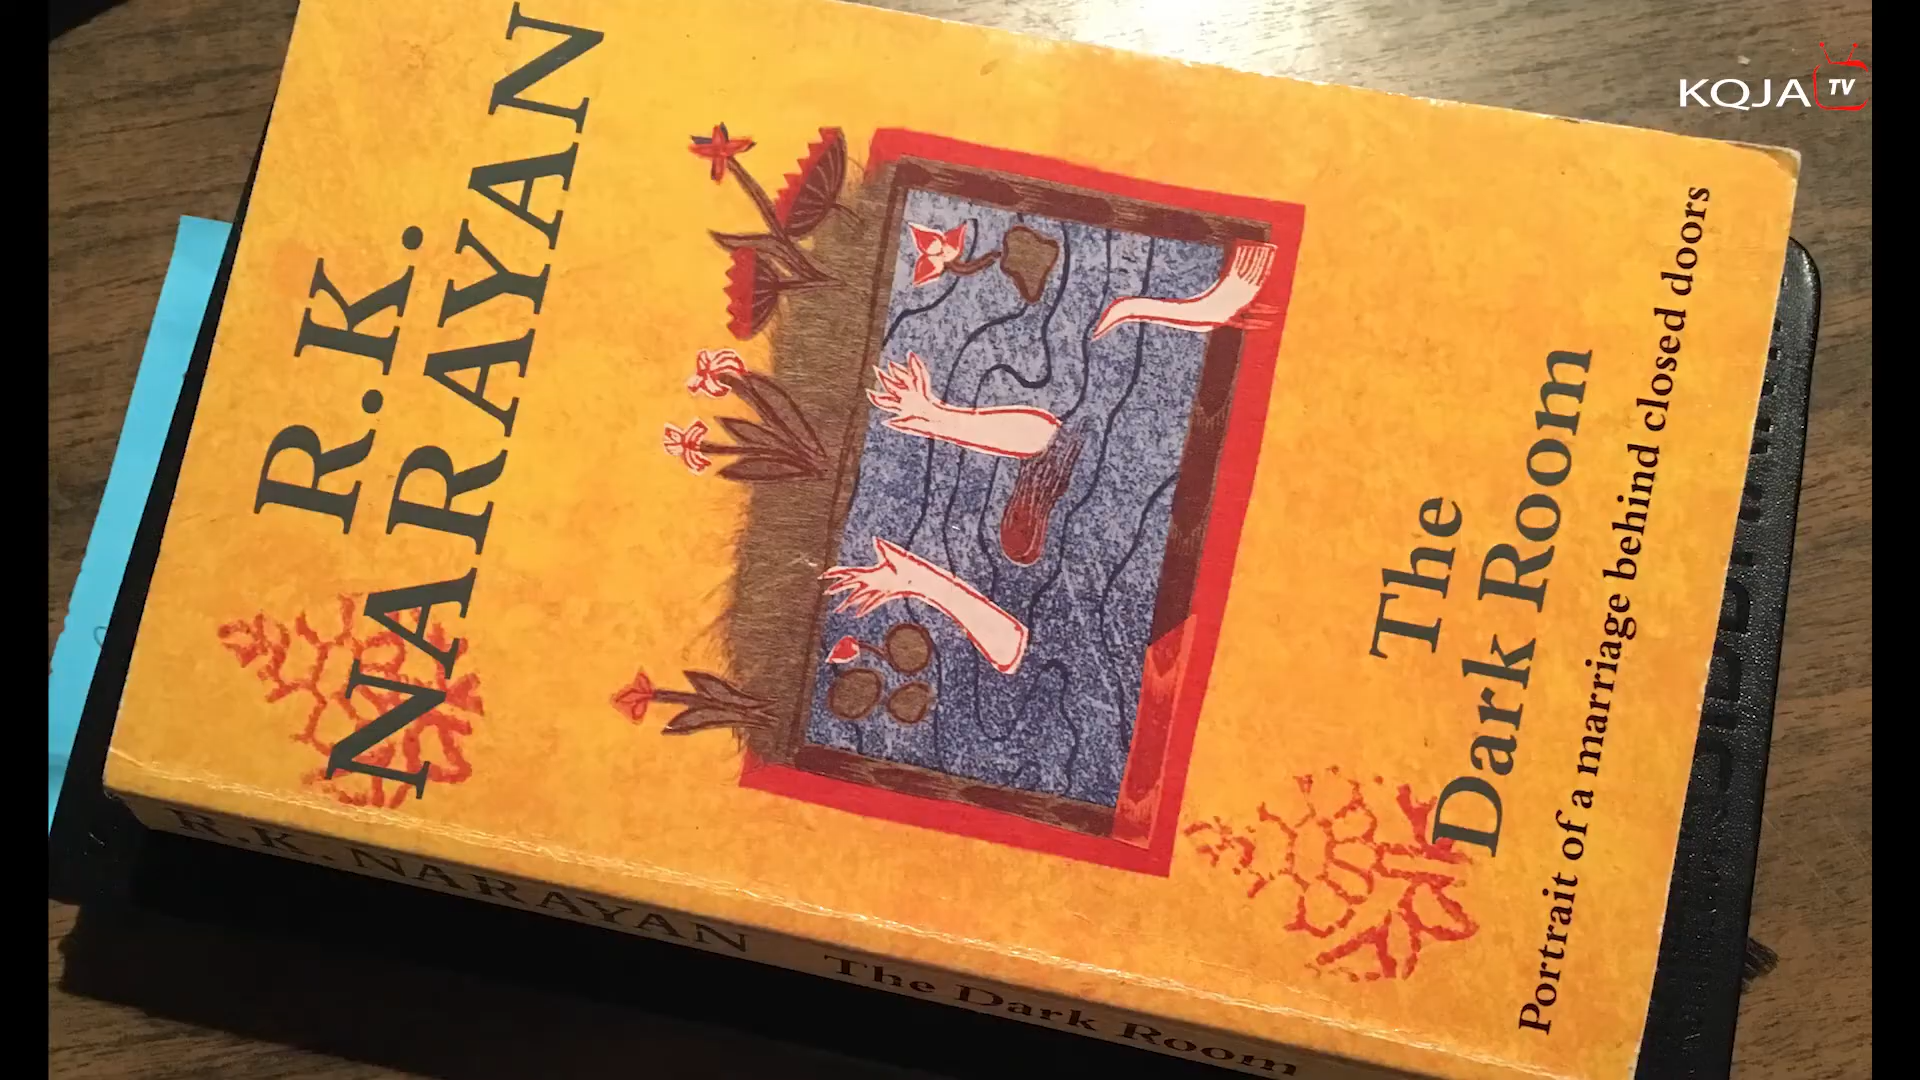 R.K.
NARAYAN
The
Dark Room
Portrait of a marriage behind closed doors
R.K. NARAYAN The Dark Room
KQJA TV